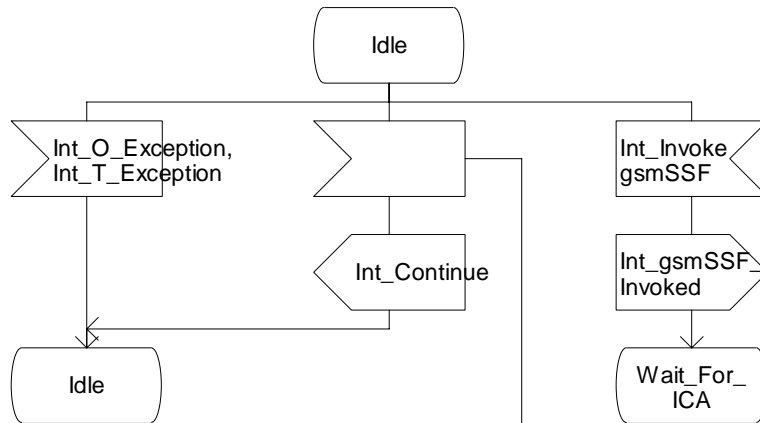 Idle
Int_O_Exception,
Int_T_Exception
Int_Invoke
gsmSSF
Int_Continue
Int_gsmSSF_
Invoked
Idle
Wait_For_
ICA